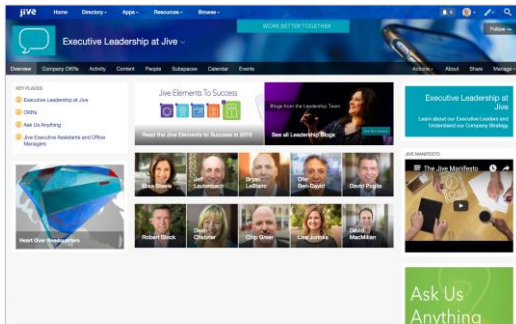 jive
Home
Directory
Apps
Resources
Browse
WORK BETTER TOGETHER
Executive Leadership at Jive
Follow
Overview
Company OKRs
Activity
Content
People
Subspaces
Calendar
Events
Actions
About
Share
Manage
KEY PLACES
Executive Leadership at Jive
OKRs
Ask Us Anything
Jive Executive Assistants and Office
Managers
Heart Over Headquarters
Jive Elements To Success
Read the Jive Elements to Success in 2016
Blogs from the Leadership Team
See all Leadership Blogs
Elisa Steele
Jeff
Lautenbach
Bryan
LeBlanc
Ofer
Ben-David
David Puglia
Robert Block
Dean
Chabrier
Chip Greer
Lisa Jurinka
David
MacMillan
Executive Leadership at
Jive
Learn about our Executive Leaders and
Understand our Company Strategy
JIVE MANIFESTO
The Jive Manifesto
Ask Us
Anything